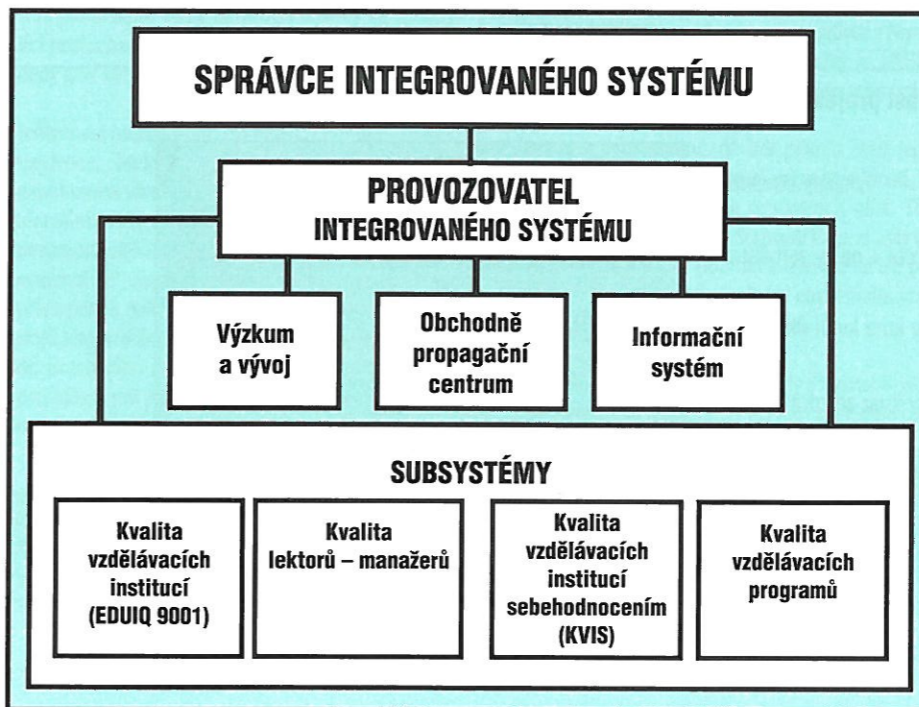 SPRÁVCE INTEGROVANÉHO SYSTÉMU
PROVOZOVATEL
INTEGROVANÉHO SYSTÉMU
Výzkum
a vývoj
Obchodně
propagační
centrum
Informační
systém
SUBSYSTÉMY
Kvalita
vzdělávacích
institucí
(EDUIQ 9001)
Kvalita
lektorů – manažerů
Kvalita
vzdělávacích
institucí
sebehodnocením
(KVIS)
Kvalita
vzdělávacích
programů